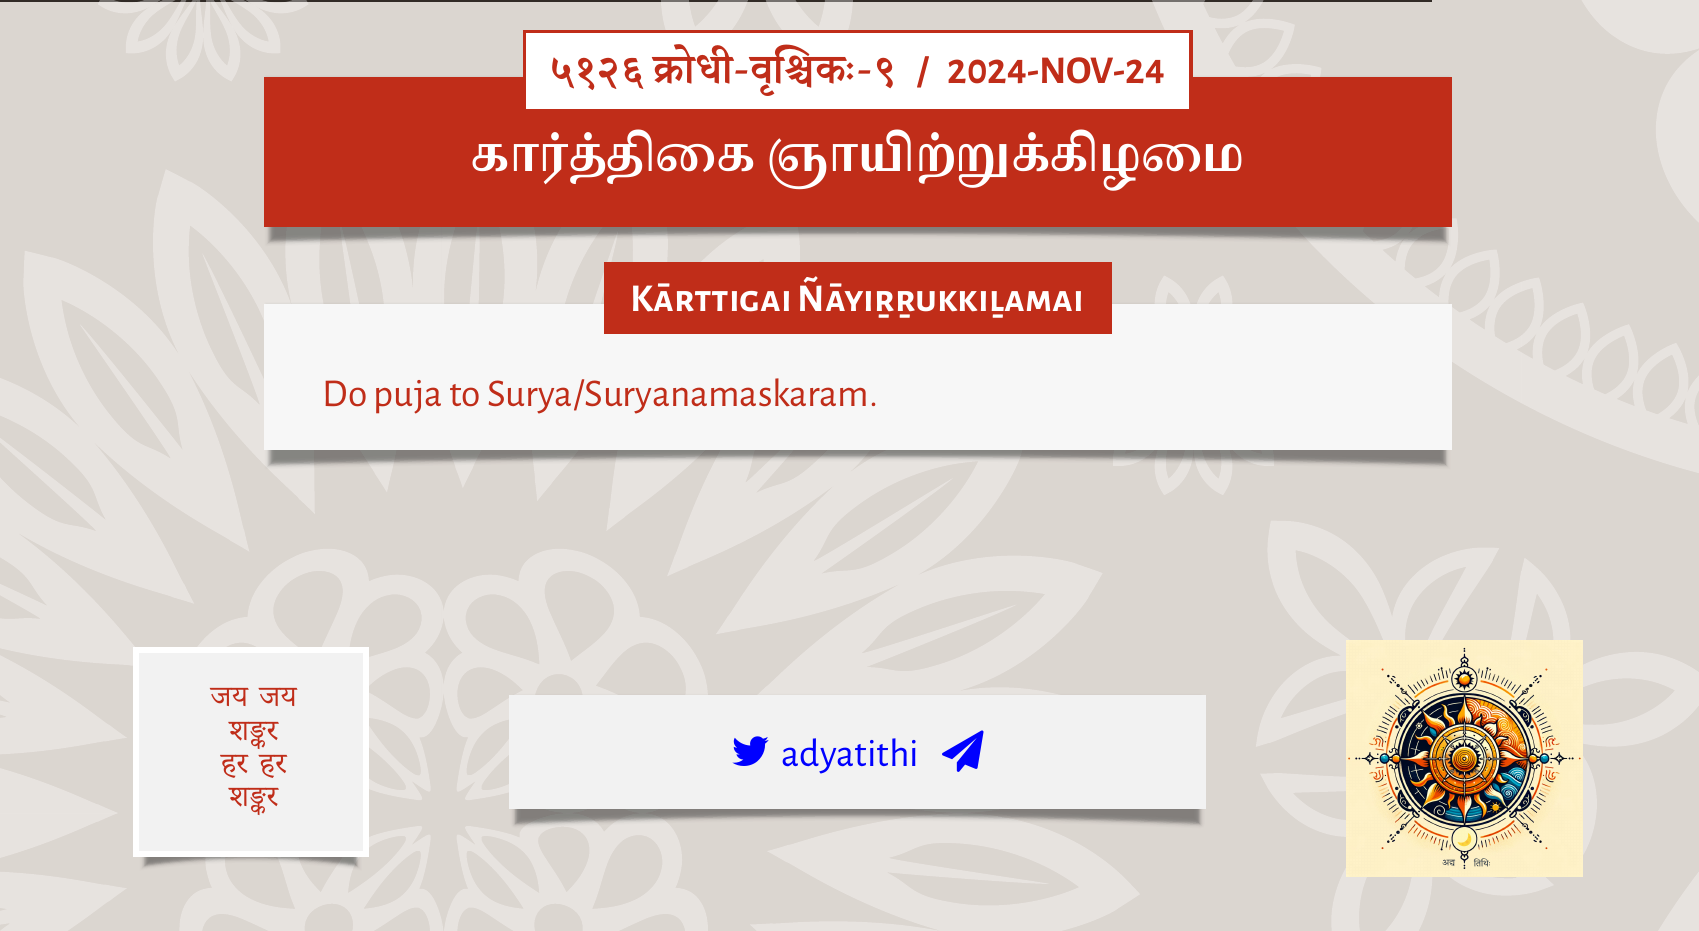 ५१२६ क्रोधी-वृश्चिकः-९ / 2024-NOV-24
கார்த்திகை ஞாயிற்றுக்கிழமை
Kārttigai Ñāyiṟṟukkiḻamai
Do puja to Surya/Suryanamaskaram.
जय जय
शङ्कर
हर हर
शङ्कर
adyatithi
अद्य तिथिः